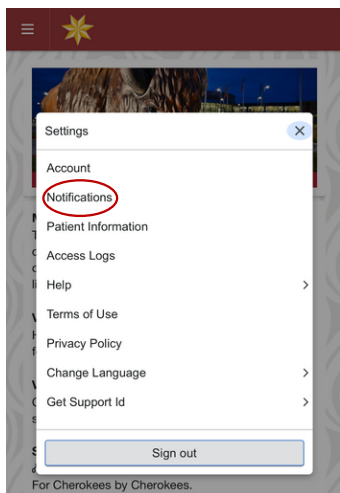 Settings
Account
Notifications
Patient Information
Access Logs
Help
Terms of Use
Privacy Policy
Change Language
Get Support Id
Sign out
For Cherokees by Cherokees.